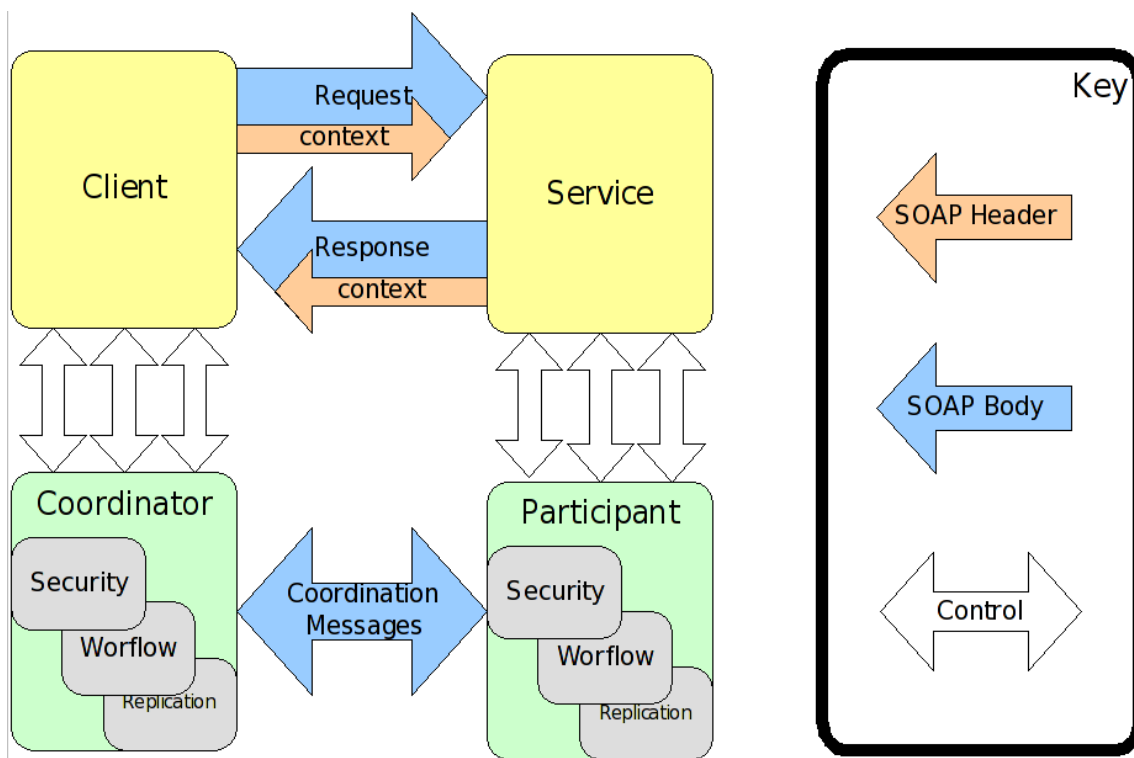 Request
context
Client
Service
Response
context
Coordinator
Security
Worflow
Replication
Coordination
Messages
Participant
Security
Worflow
Replication
Key
SOAP Header
SOAP Body
Control